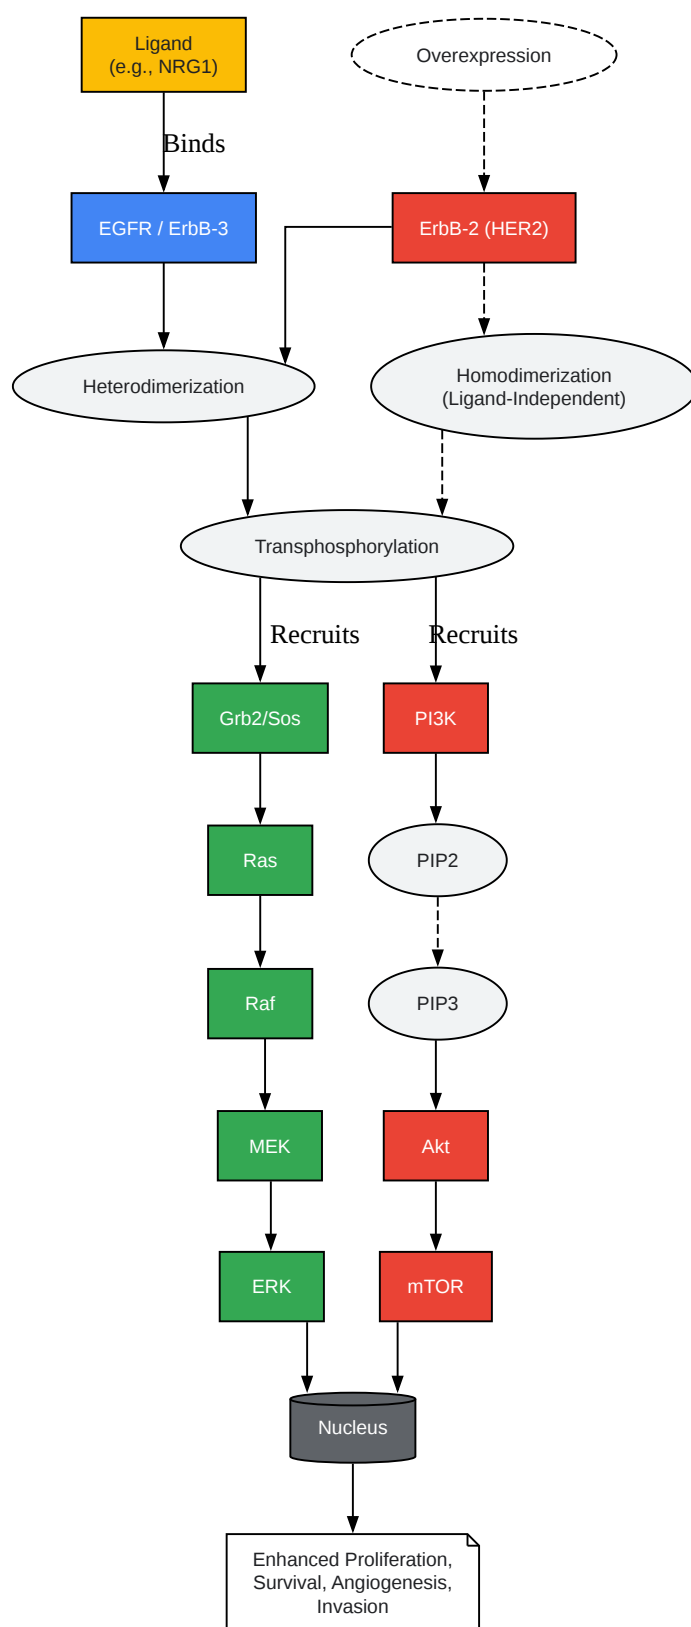 Ligand
(e.g., NRG1)
Overexpression
Binds
EGFR / ErbB-3
ErbB-2 (HER2)
Heterodimerization
Homodimerization
(Ligand-Independent)
Transphosphorylation
Recruits
Recruits
Grb2/Sos
PI3K
Ras
PIP2
Raf
PIP3
MEK
Akt
ERK
mTOR
Nucleus
Enhanced Proliferation,
Survival, Angiogenesis,
Invasion